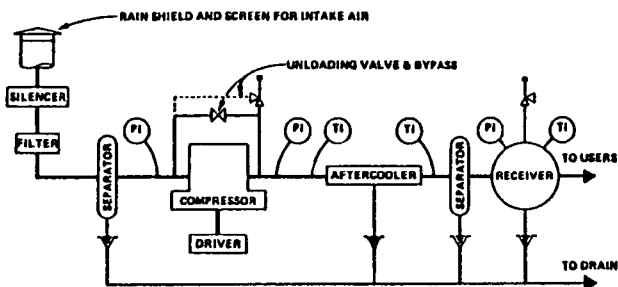 RAIN SHIELD AND SCREEN FOR INTAKE AIR
UNLOADING VALVE & BYPASS
SILENCER
FILTER
PI
PI
TI
TI
PI
TI
SEPARATOR
COMPRESSOR
DRIVER
AFTERCOOLER
SEPARATOR
RECEIVER
TO USERS
TO DRAIN